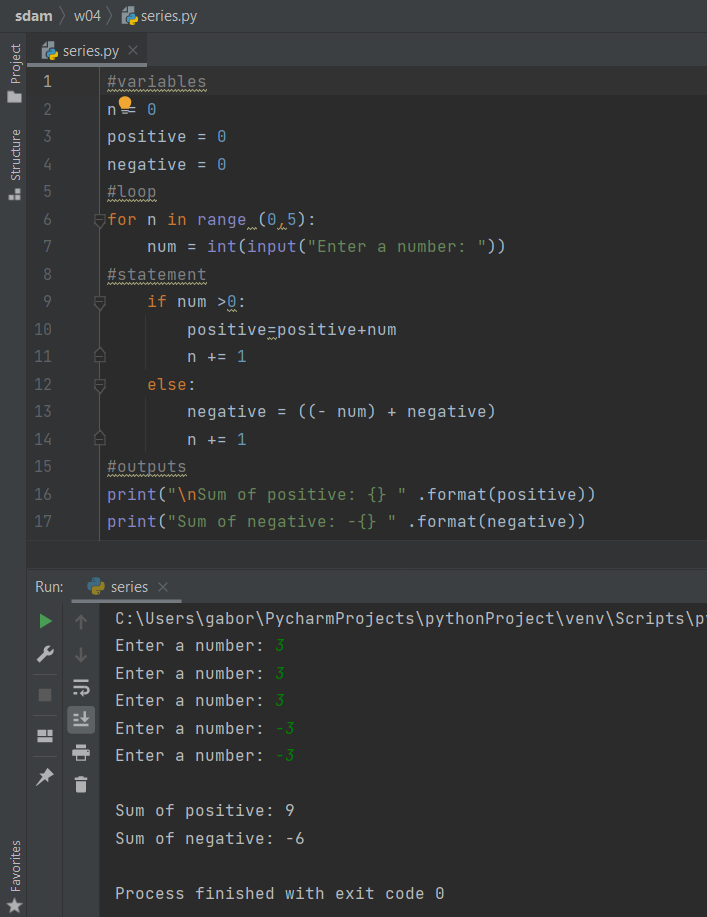 sdam w04 series.py
series.py
Project
Structure
1 #variables
2 n = 0
3 positive = 0
4 negative = 0
5 #loop
6 for n in range (0,5):
7     num = int(input("Enter a number: "))
8 #statement
9     if num >0:
10         positive=positive+num
11         n += 1
12     else:
13         negative = ((- num) + negative)
14         n += 1
15 #outputs
16 print("\nSum of positive: {} " .format(positive))
17 print("Sum of negative: -{} " .format(negative))
Run: series
C:\Users\gabor\PycharmProjects\pythonProject\venv\Scripts\p
Enter a number: 3
Enter a number: 3
Enter a number: 3
Enter a number: -3
Enter a number: -3
Sum of positive: 9
Sum of negative: -6
Process finished with exit code 0
Favorites